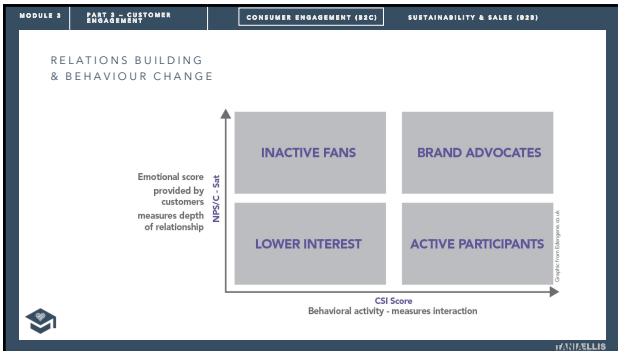 MODULE 3
PART 3 – CUSTOMER
ENGAGEMENT
CONSUMER ENGAGEMENT (B2C)
SUSTAINABILITY & SALES (B2B)
RELATIONS BUILDING
& BEHAVIOUR CHANGE
Emotional score
provided by
customers
measures depth
of relationship
NPS/C - Sat
INACTIVE FANS
BRAND ADVOCATES
LOWER INTEREST
ACTIVE PARTICIPANTS
CSI Score
Behavioral activity - measures interaction
TANIAELLIS